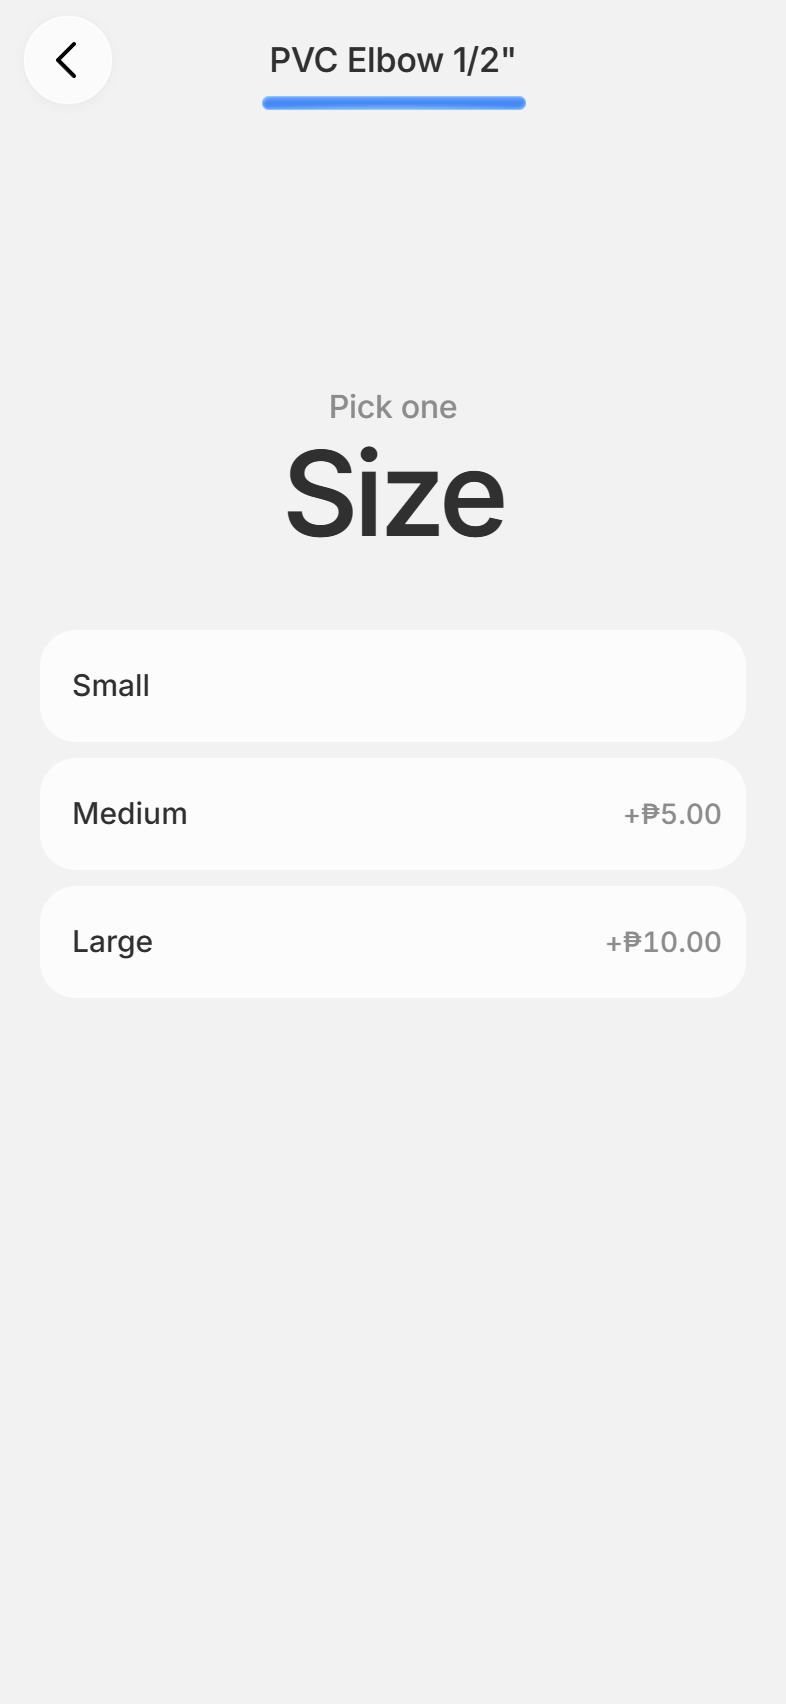 PVC Elbow 1/2"
Pick one
Size
Small
Medium +₱5.00
Large +₱10.00